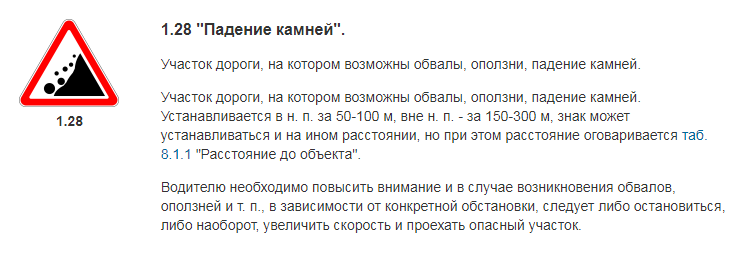 1.28 "Падение камней".
Участок дороги, на котором возможны обвалы, оползни, падение камней.
1.28
Участок дороги, на котором возможны обвалы, оползни, падение камней.
Устанавливается в н. п. за 50-100 м, вне н. п. - за 150-300 м, знак может
устанавливаться и на ином расстоянии, но при этом расстояние оговаривается таб.
8.1.1 "Расстояние до объекта".
Водителю необходимо повысить внимание и в случае возникновения обвалов,
оползней и т. п., в зависимости от конкретной обстановки, следует либо остановиться,
либо наоборот, увеличить скорость и проехать опасный участок.